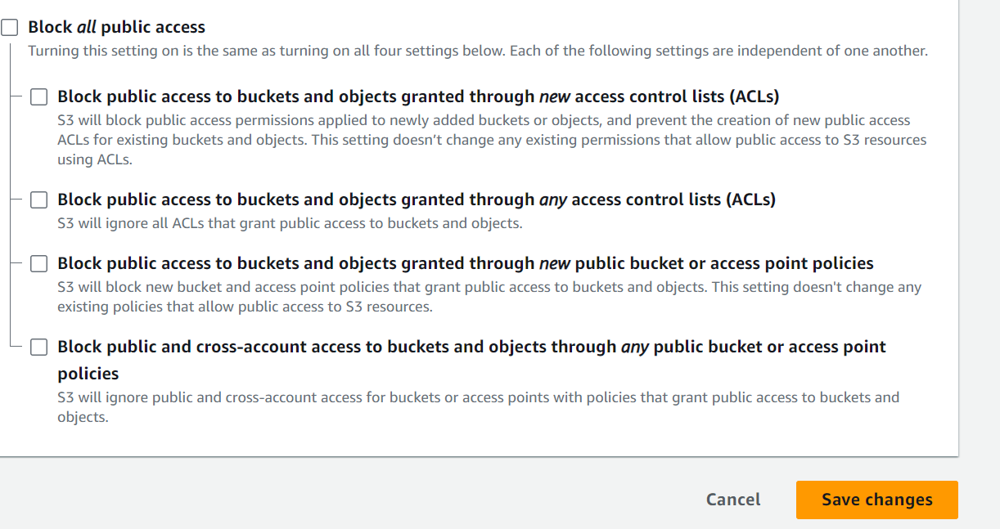 Block all public access
Turning this setting on is the same as turning on all four settings below. Each of the following settings are independent of one another.
Block public access to buckets and objects granted through new access control lists (ACLs)
S3 will block public access permissions applied to newly added buckets or objects, and prevent the creation of new public access
ACLs for existing buckets and objects. This setting doesn’t change any existing permissions that allow public access to S3 resources
using ACLs.
Block public access to buckets and objects granted through any access control lists (ACLs)
S3 will ignore all ACLs that grant public access to buckets and objects.
Block public access to buckets and objects granted through new public bucket or access point policies
S3 will block new bucket and access point policies that grant public access to buckets and objects. This setting doesn't change any
existing policies that allow public access to S3 resources.
Block public and cross-account access to buckets and objects through any public bucket or access point
policies
S3 will ignore public and cross-account access for buckets or access points with policies that grant public access to buckets and
objects.
Cancel
Save changes